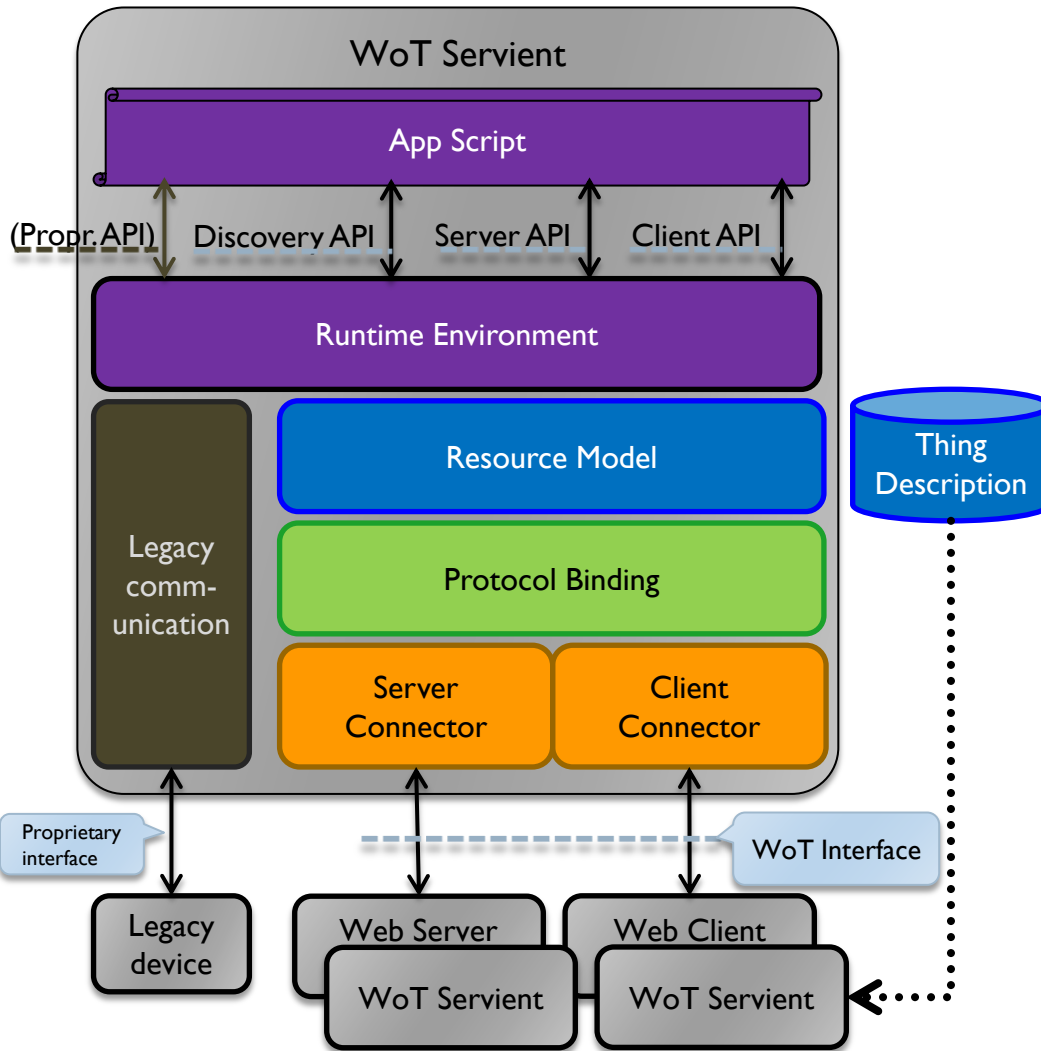 WoT Servient
App Script
(Propr. API)
Discovery API
Server API
Client API
Runtime Environment
Resource Model
Thing
Description
Legacy
comm-
unication
Protocol Binding
Server
Connector
Client
Connector
Proprietary
interface
WoT Interface
Legacy
device
Web Server
WoT Servient
Web Client
WoT Servient